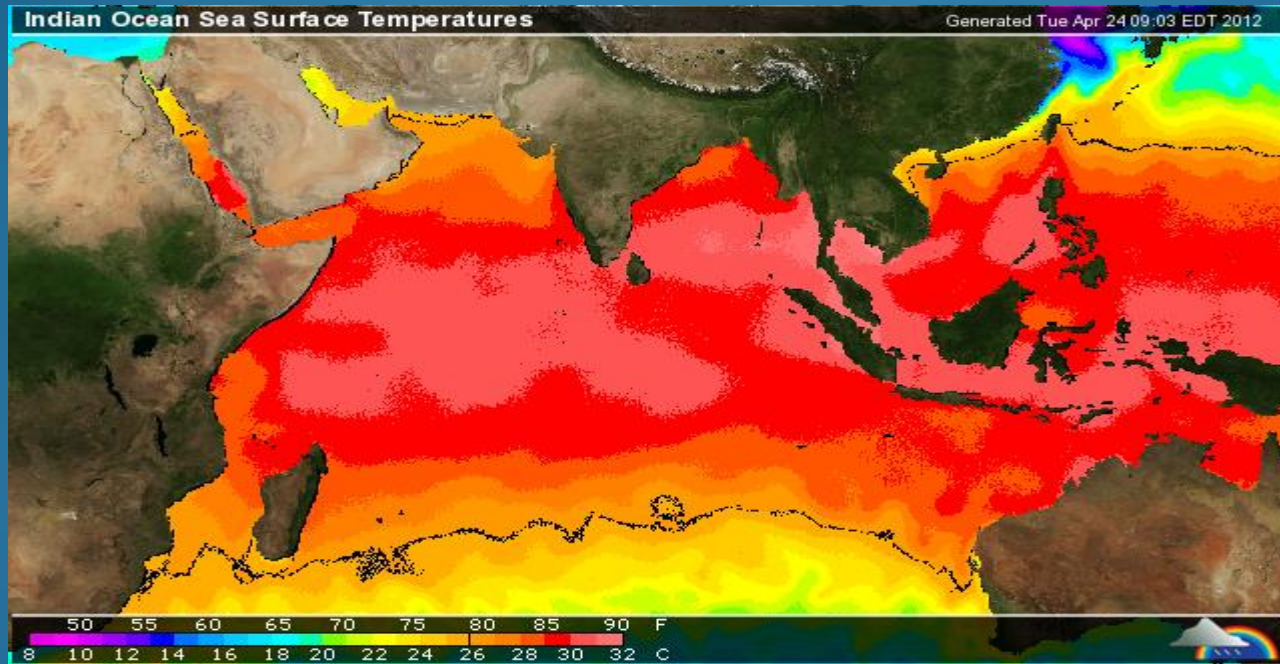 Indian Ocean Sea Surface Temperatures
Generated Tue Apr 24 09:03 EDT 2012
50 55 60 65 70 75 80 85 90 F
8 10 12 14 16 18 20 22 24 26 28 30 32 C